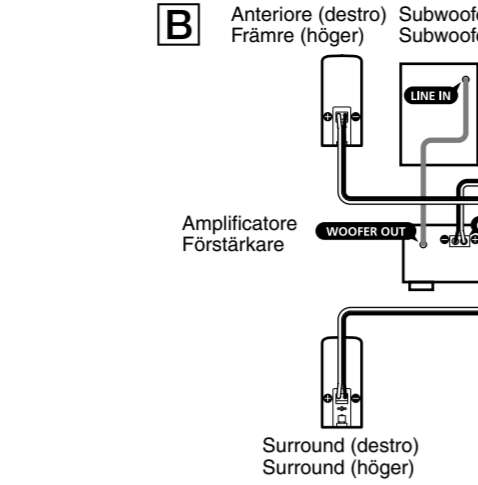 B
Anteriore (destro)
Främre (höger)
LINE IN
Amplificatore
Förstärkare
WOOFER OUT
Surround (destro)
Surround (höger)